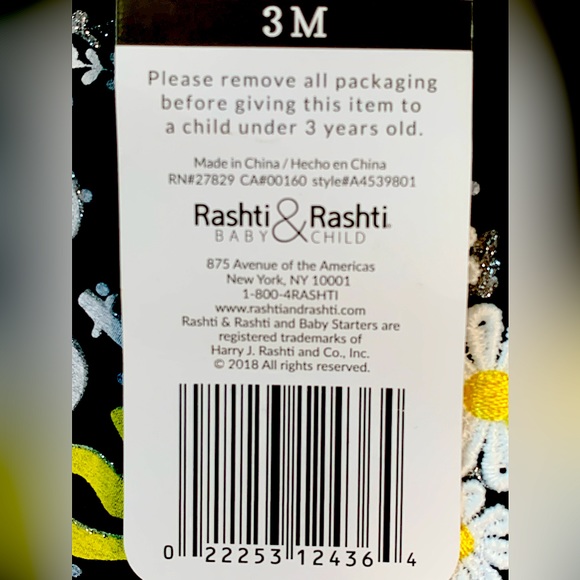 3M
Please remove all packaging
before giving this item to
a child under 3 years old.
Made in China / Hecho en China
RN#27829 CA#00160 style#A4539801
Rashti & Rashti
BABY CHILD
875 Avenue of the Americas
New York, NY 10001
1-800-4RASHTI
www.rashtiandrashti.com
Rashti & Rashti and Baby Starters are
registered trademarks of
Harry J. Rashti and Co., Inc.
© 2018 All rights reserved.
0 22253 12436 4